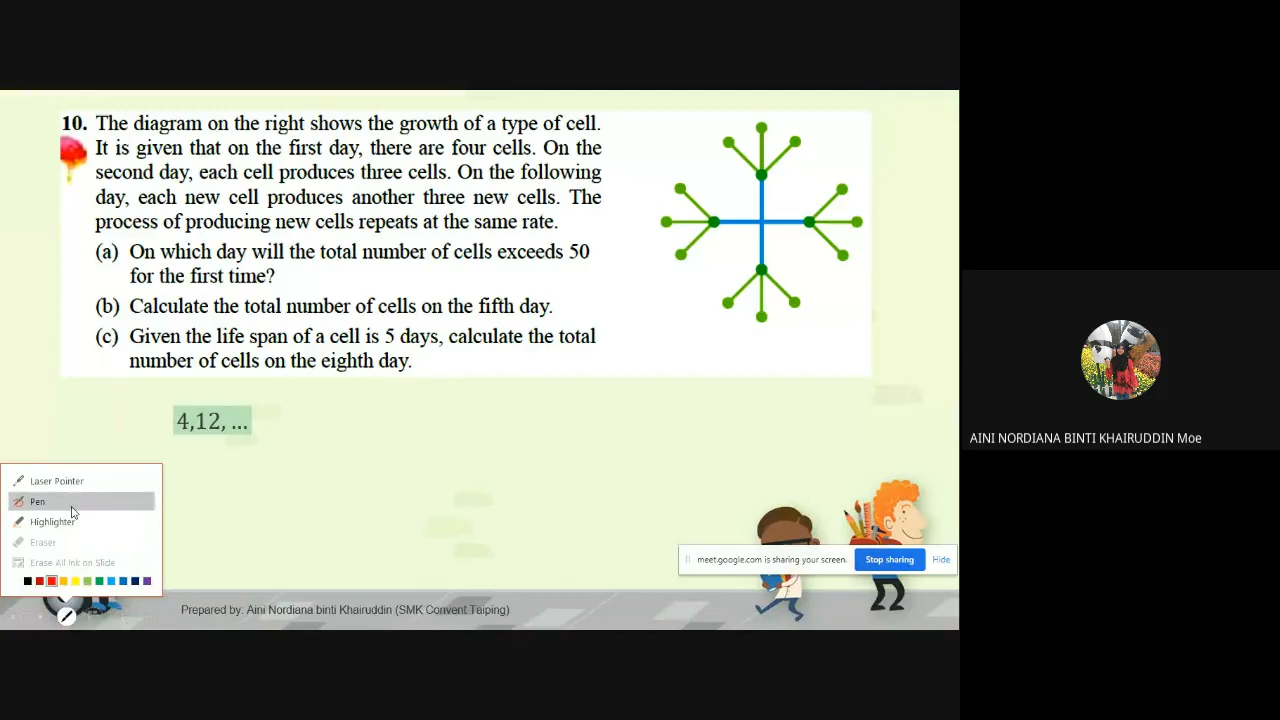 10. The diagram on the right shows the growth of a type of cell.
It is given that on the first day, there are four cells. On the
second day, each cell produces three cells. On the following
day, each new cell produces another three new cells. The
process of producing new cells repeats at the same rate.
(a) On which day will the total number of cells exceeds 50
for the first time?
(b) Calculate the total number of cells on the fifth day.
(c) Given the life span of a cell is 5 days, calculate the total
number of cells on the eighth day.
4,12, ...
Laser Pointer
Pen
Highlighter
Eraser
Erase All Ink on Slide
meet.google.com is sharing your screen.
Stop sharing
Hide
Prepared by: Aini Nordiana binti Khairuddin (SMK Convent Taiping)
AINI NORDIANA BINTI KHAIRUDDIN Moe